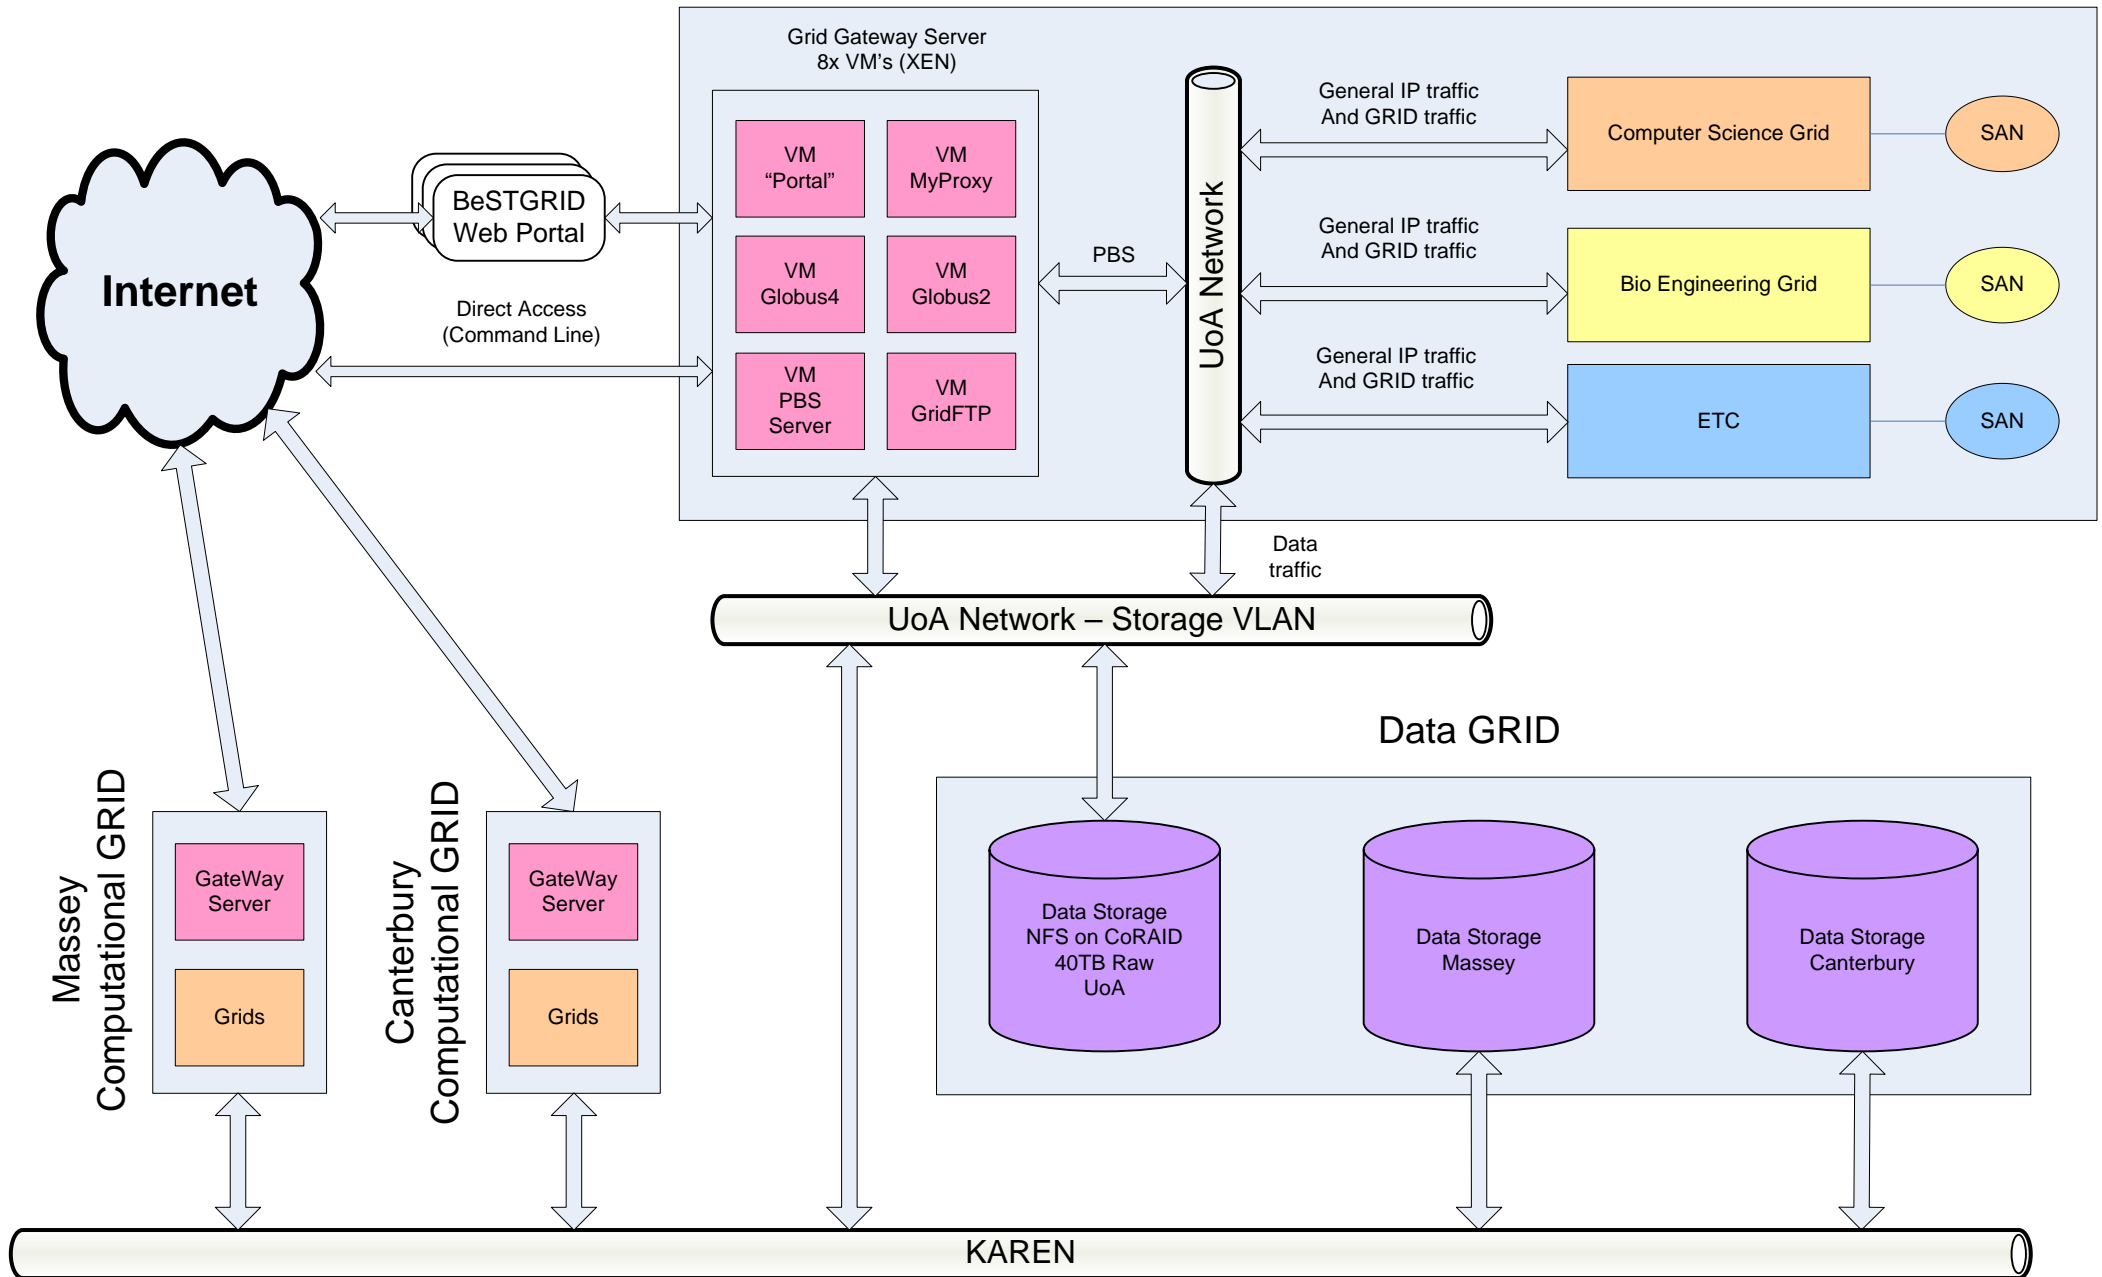 Grid Gateway Server
8x VM's (XEN)
VM
“Portal”
VM
MyProxy
VM
Globus4
VM
Globus2
VM
PBS
Server
VM
GridFTP
Internet
BeSTGRID
Web Portal
Direct Access
(Command Line)
PBS
UoA Network
General IP traffic
And GRID traffic
Computer Science Grid
SAN
General IP traffic
And GRID traffic
Bio Engineering Grid
SAN
General IP traffic
And GRID traffic
ETC
SAN
Data
traffic
UoA Network – Storage VLAN
Data GRID
Massey
Computational GRID
GateWay
Server
Grids
Canterbury
Computational GRID
GateWay
Server
Grids
Data Storage
NFS on CoRAID
40TB Raw
UoA
Data Storage
Massey
Data Storage
Canterbury
KAREN